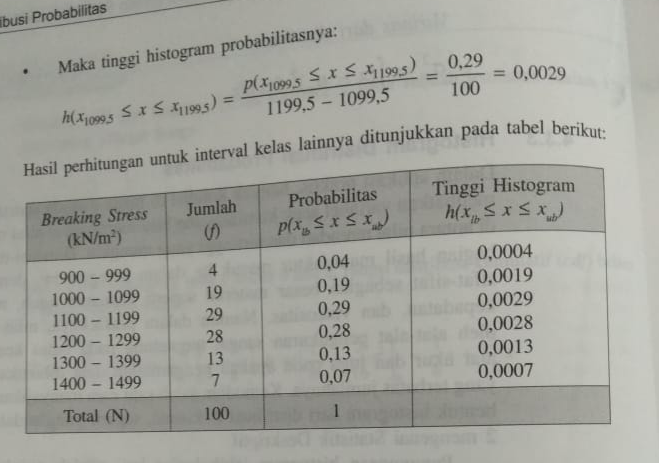 ibusi Probabilitas
• Maka tinggi histogram probabilitasnya:
h(x1099,5 ≤ x ≤ x1199,5) = p(x1099,5 ≤ x ≤ x1199,5) / 1199,5 – 1099,5 = 0,29 / 100 = 0,0029
Hasil perhitungan untuk interval kelas lainnya ditunjukkan pada tabel berikut:
Breaking Stress (kN/m²) Jumlah (f) Probabilitas p(xlb ≤ x ≤ xub) Tinggi Histogram h(xlb ≤ x ≤ xub)
900 – 999 4 0,04 0,0004
1000 – 1099 19 0,19 0,0019
1100 – 1199 29 0,29 0,0029
1200 – 1299 28 0,28 0,0028
1300 – 1399 13 0,13 0,0013
1400 – 1499 7 0,07 0,0007
Total (N) 100 1